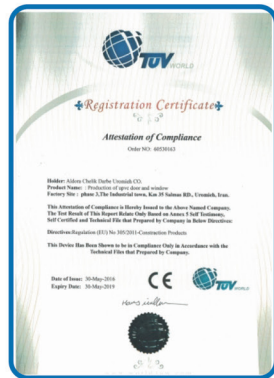 TÜV WORLD
Registration Certificate
Attestation of Compliance
Order NO: 60538163
Holder: Aideen Chelik Darbe Uromieh CO.
Product Name: : Production of upvc door and window
Factory Site : phase 3,The Industrial town, Km 35 Salmas RD., Uromieh, Iran.
This Attestation of Compliance is Hereby Issued to the Above Named Company.
The Test Result of This Report Relate Only Based on Annex 5 Self Testimony,
Self Certified and Technical File that Prepared by Company in Below Directives:
Directives:Regulation (EU) No 305/2011-Construction Products
This Device Has Been Shown to be in Compliance Only in Accordance with the
Technical Files that Prepared by Company.
Date of Issue: 30-May-2016
Expiry Date: 30-May-2019
CE
TÜV WORLD